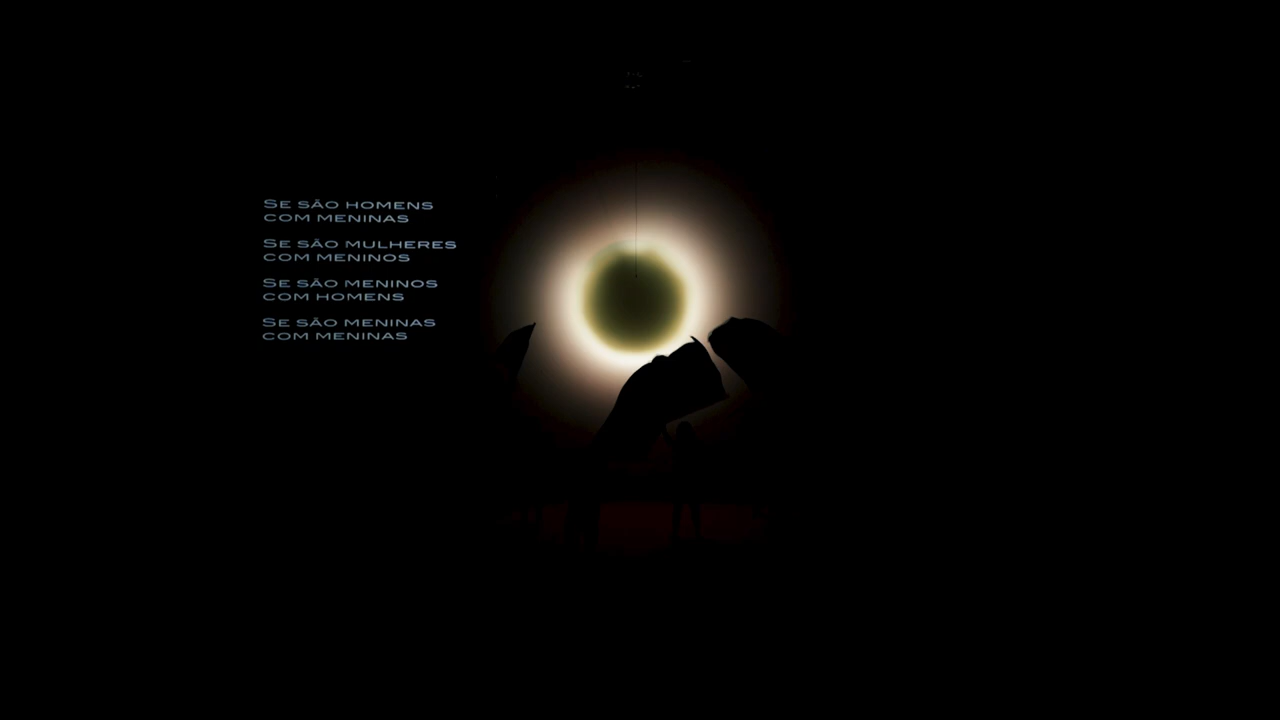 SE SÃO HOMENS
COM MENINAS
SE SÃO MULHERES
COM MENINOS
SE SÃO MENINOS
COM HOMENS
SE SÃO MENINAS
COM MENINAS